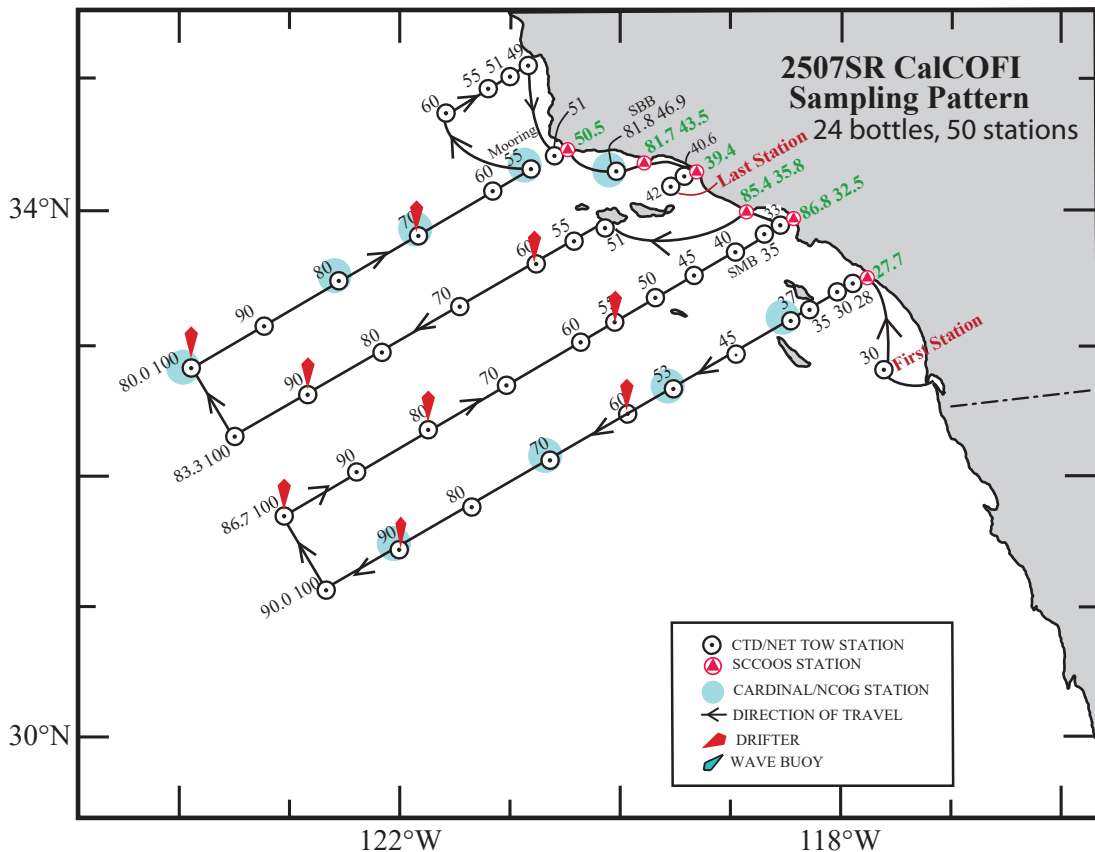 2507SR CalCOFI
Sampling Pattern
24 bottles, 50 stations
60
55
51
49
Mooring
55
51
50.5
SBB
81.8 46.9
81.7 43.5
40.6
39.4
42
Last Station
85.4 35.8
86.8 32.5
27.7
First Station
30
34°N
30°N
122°W
118°W
60
70
80
90
80.0 100
51
55
60
70
80
90
83.3 100
33
35
SMB
40
45
50
55
60
70
80
90
86.7 100
28
30
35
37
45
53
60
70
80
90
90.0 100
CTD/NET TOW STATION
SCCOOS STATION
CARDINAL/NCOG STATION
DIRECTION OF TRAVEL
DRIFTER
WAVE BUOY